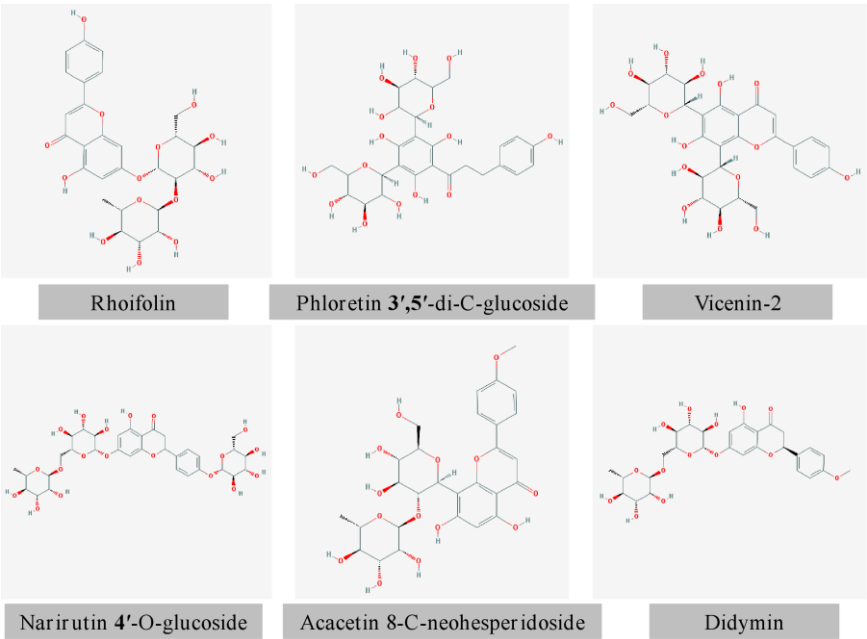 Rhoifolin
Phloretin 3′,5′-di-C-glucoside
Vicenin-2
Narirutin 4′-O-glucoside
Acacetin 8-C-neohesperidoside
Didymin